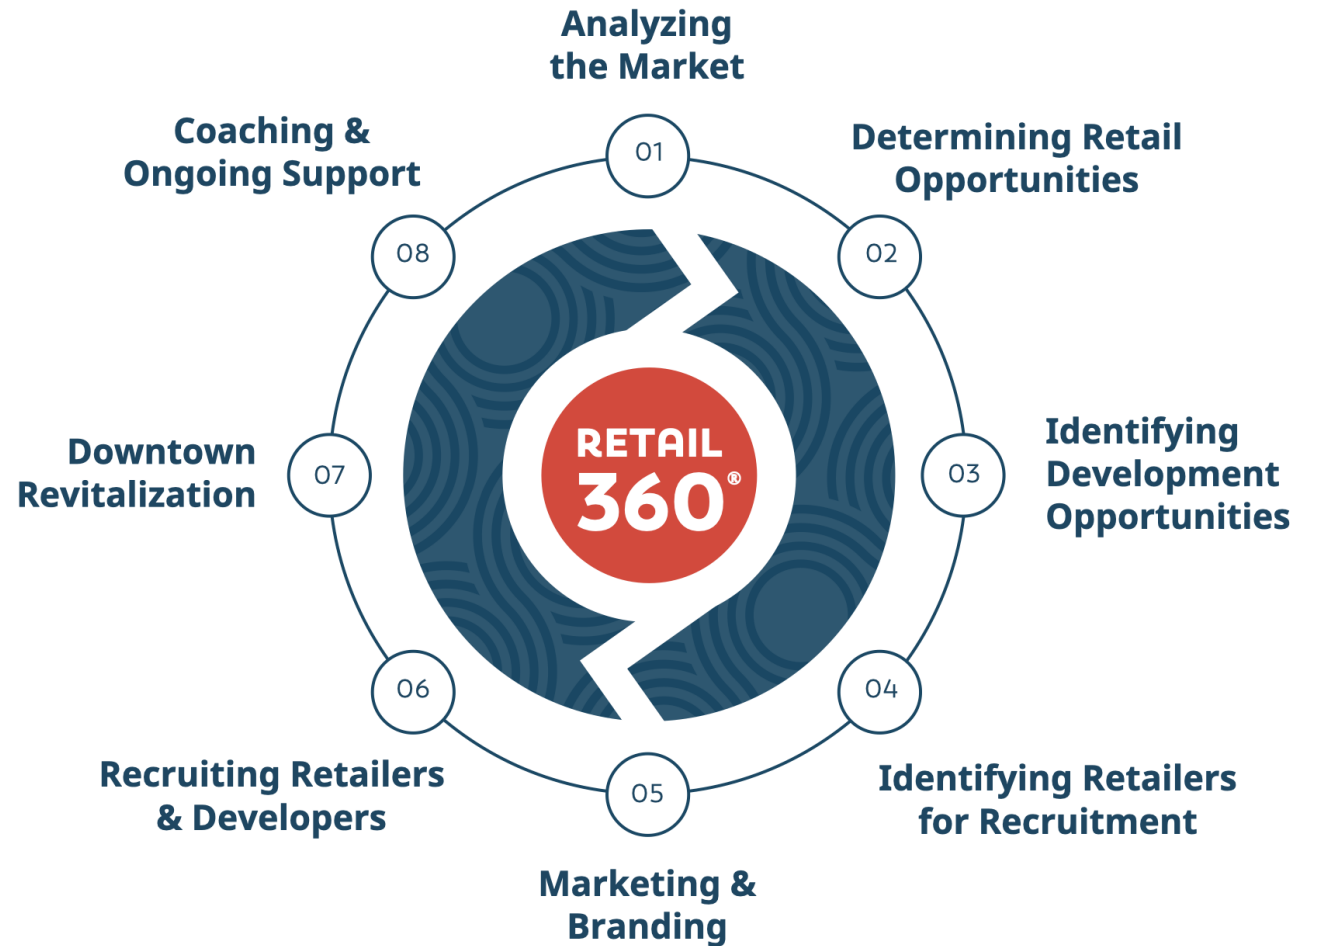 Analyzing
the Market
01
Determining Retail
Opportunities
02
Identifying
Development
Opportunities
03
Identifying Retailers
for Recruitment
04
Marketing &
Branding
05
Recruiting Retailers
& Developers
06
Downtown
Revitalization
07
Coaching &
Ongoing Support
08
RETAIL
360®